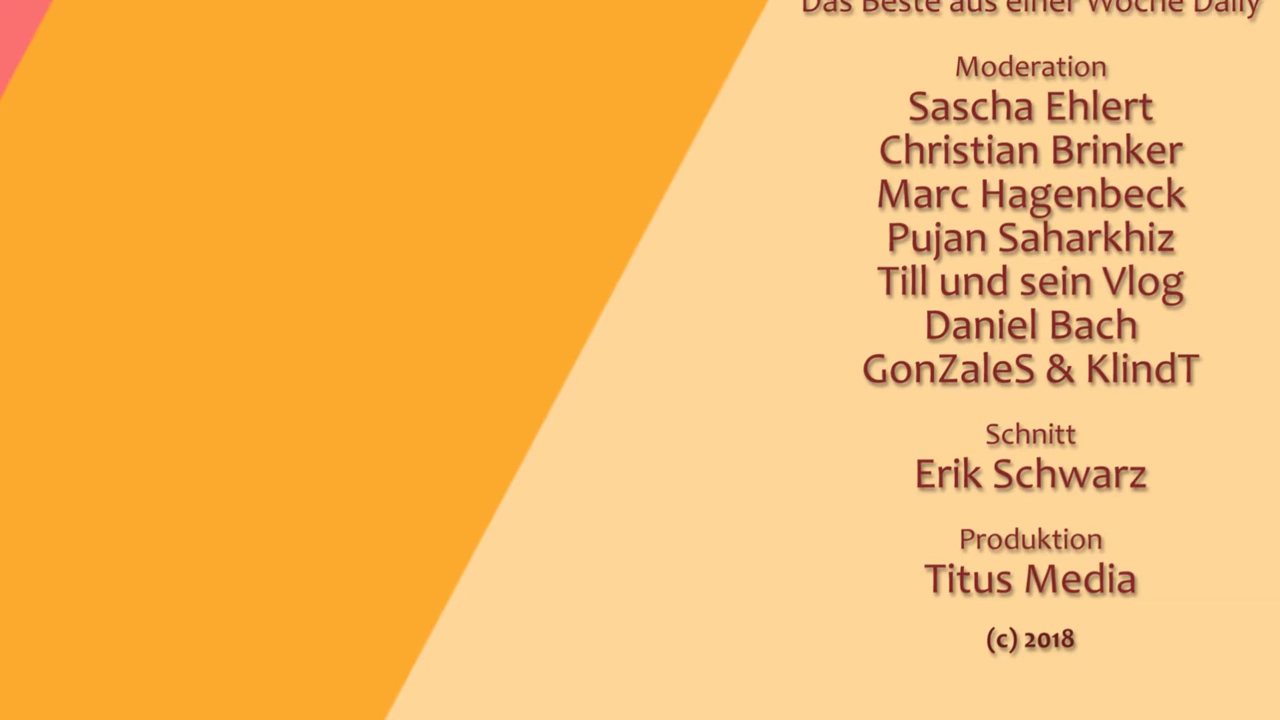 Das Beste aus einer Woche Daily
Moderation
Sascha Ehlert
Christian Brinker
Marc Hagenbeck
Pujan Saharkhiz
Till und sein Vlog
Daniel Bach
GonZaleS & KlindT
Schnitt
Erik Schwarz
Produktion
Titus Media
(c) 2018